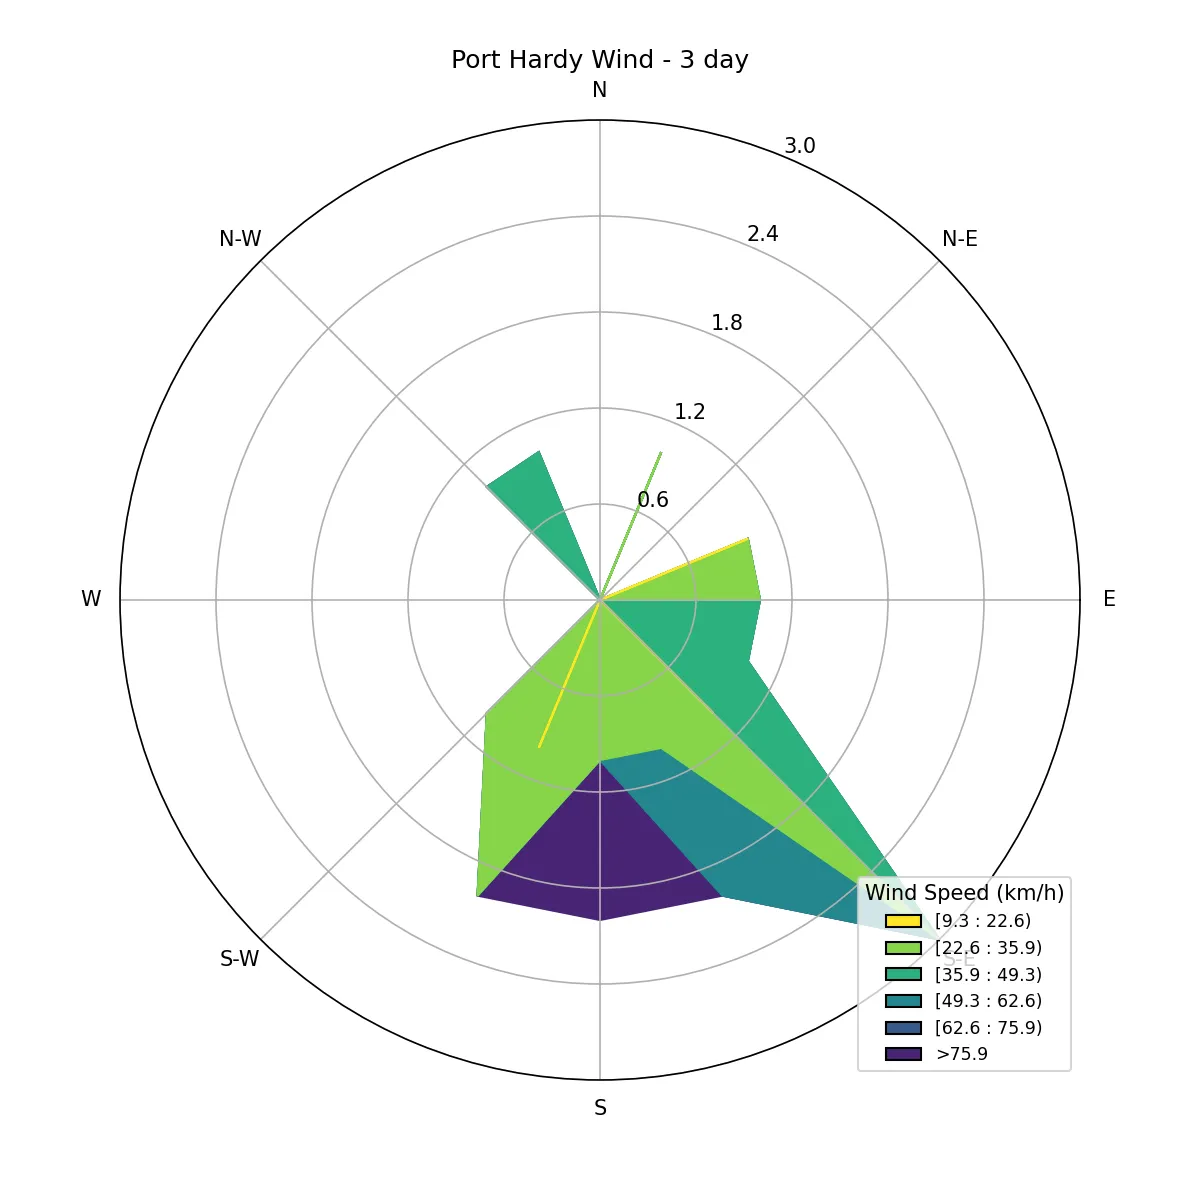 Port Hardy Wind - 3 day
N
3.0
2.4
N-W
N-E
1.8
1.2
0.6
W
E
Wind Speed (km/h)
[9.3 : 22.6)
[22.6 : 35.9)
S-W
S-E
[35.9 : 49.3)
[49.3 : 62.6)
[62.6 : 75.9)
>75.9
S